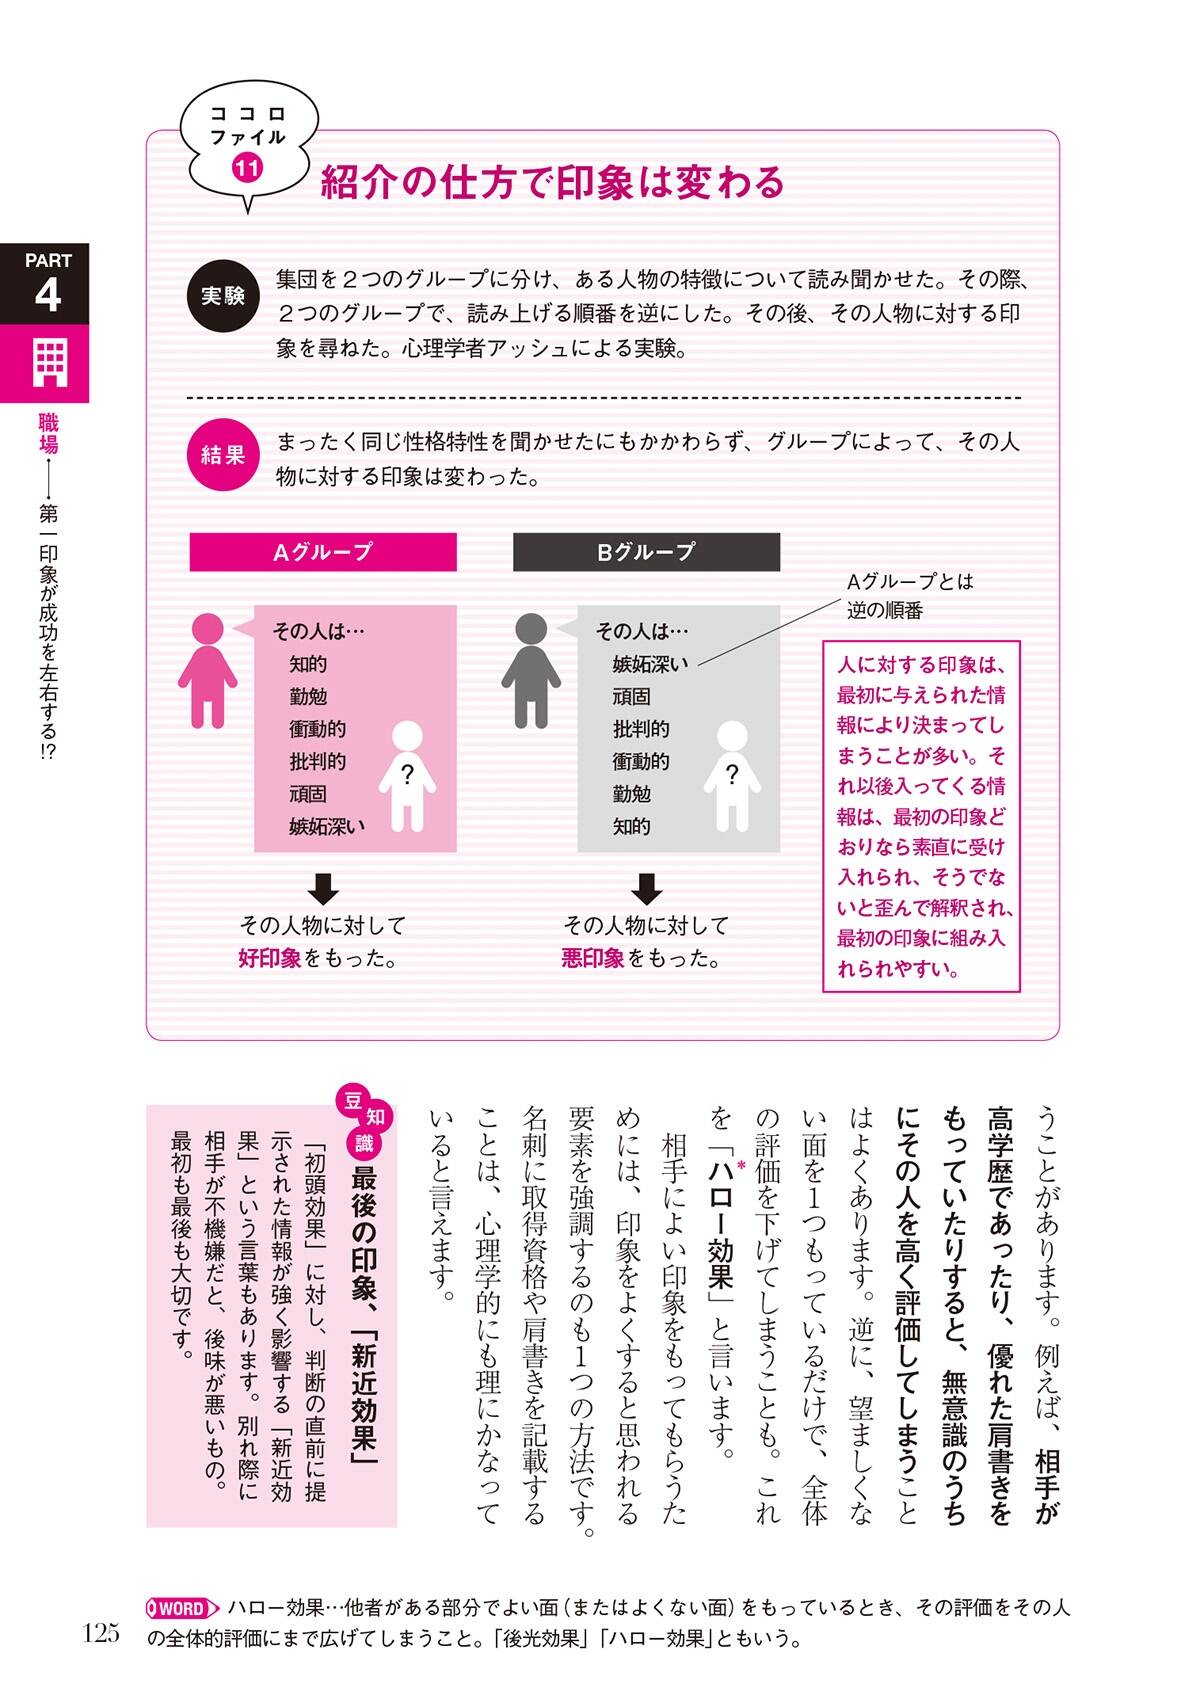 ココロ
ファイル
11
紹介の仕方で印象は変わる
PART
4
職場――第一印象が成功を左右する!?
実験
集団を２つのグループに分け、ある人物の特徴について読み聞かせた。その際、
２つのグループで、読み上げる順番を逆にした。その後、その人物に対する印
象を尋ねた。心理学者アッシュによる実験。
結果
まったく同じ性格特性を聞かせたにもかかわらず、グループによって、その人
物に対する印象は変わった。
Aグループ
その人は…
知的
勤勉
衝動的
批判的
頑固
嫉妬深い
?
その人物に対して
好印象をもった。
Bグループ
その人は…
嫉妬深い
頑固
批判的
衝動的
勤勉
知的
?
その人物に対して
悪印象をもった。
Aグループとは
逆の順番
人に対する印象は、
最初に与えられた情
報により決まってし
まうことが多い。そ
れ以後入ってくる情
報は、最初の印象ど
おりなら素直に受け
入れられ、そうでな
いと歪んで解釈され、
最初の印象に組み入
れられやすい。
うことがあります。例えば、相手が
高学歴であったり、優れた肩書きを
もっていたりすると、無意識のうち
にその人を高く評価してしまうこと
はよくあります。逆に、望ましくな
い面を1つもっているだけで、全体
の評価を下げてしまうことも。これ
を「ハロー効果*」と言います。
相手によい印象をもってもらうた
めには、印象をよくすると思われる
要素を強調するのも1つの方法です。
名刺に取得資格や肩書きを記載する
ことは、心理学的にも理にかなって
いると言えます。
豆知識
最後の印象、「新近効果」
「初頭効果」に対し、判断の直前に提
示された情報が強く影響する「新近効
果」という言葉もあります。別れ際に
相手が不機嫌だと、後味が悪いもの。
最初も最後も大切です。
WORD ハロー効果…他者がある部分でよい面（またはよくない面）をもっているとき、その評価をその人
の全体的評価にまで広げてしまうこと。「後光効果」「ハロー効果」ともいう。
125